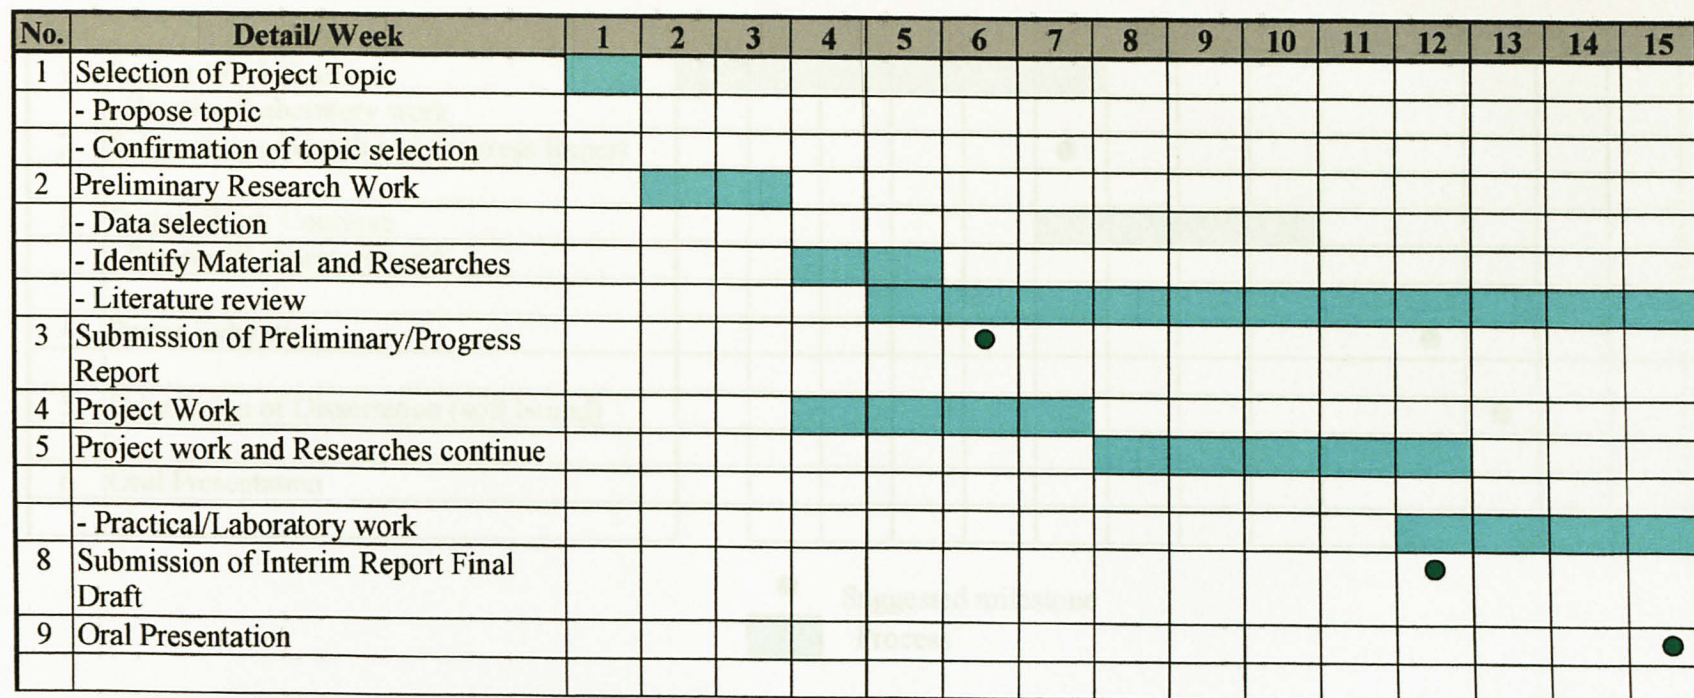 No. Detail/ Week 1 2 3 4 5 6 7 8 9 10 11 12 13 14 15
1 Selection of Project Topic
- Propose topic
- Confirmation of topic selection
2 Preliminary Research Work
- Data selection
- Identify Material and Researches
- Literature review
3 Submission of Preliminary/Progress
Report
4 Project Work
5 Project work and Researches continue
- Practical/Laboratory work
8 Submission of Interim Report Final
Draft
Suggested milestone
9 Oral Presentation
Process